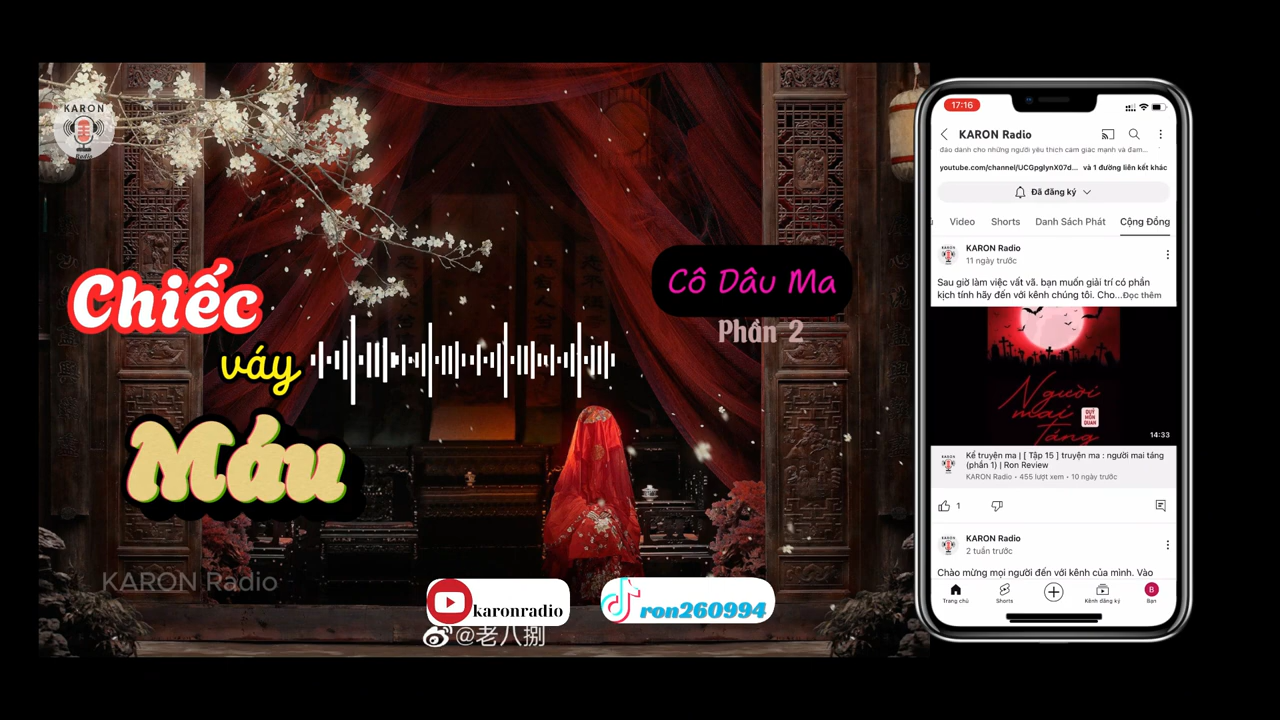 KARON
Radio
Chiếc
váy
Máu
Cô Dâu Ma
Phần 2
KARON Radio
karonradio
ron260994
@老八捌
17:16
KARON Radio
đáo dành cho những người yêu thích cảm giác mạnh và đam...
youtube.com/channel/UCGpgIynX07d... và 1 đường liên kết khác
Đã đăng ký
Video Shorts Danh Sách Phát Cộng Đồng
KARON Radio
11 ngày trước
Sau giờ làm việc vất vã. bạn muốn giải trí có phần
kịch tính hãy đến với kênh chúng tôi. Cho...Đọc thêm
Người
mai
táng
QUỶ
MÔN
QUAN
14:33
Kể truyện ma | [ Tập 15 ] truyện ma : người mai táng
(phần 1) | Ron Review
KARON Radio • 455 lượt xem • 10 ngày trước
1
KARON Radio
2 tuần trước
Chào mừng mọi người đến với kênh của mình. Vào
Trang chủ Shorts Kênh đăng ký Bạn
B